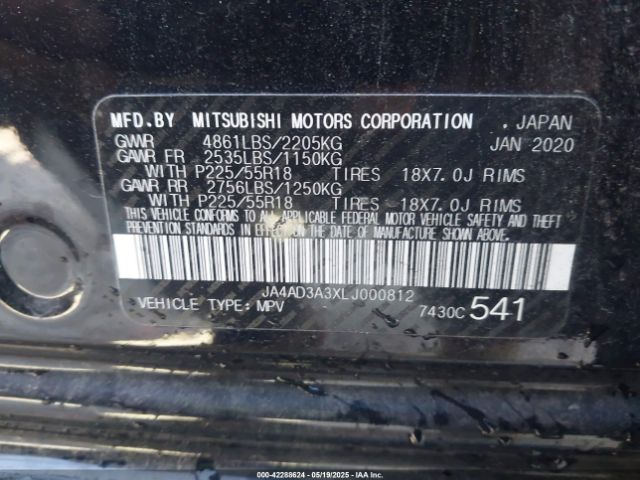 MFD.BY MITSUBISHI MOTORS CORPORATION . JAPAN
GVWR 4861LBS/2205KG JAN 2020
GAWR FR 2535LBS/1150KG
WITH P225/55R18 TIRES 18X7.0J RIMS
GAWR RR 2756LBS/1250KG
WITH P225/55R18 TIRES 18X7.0J RIMS
THIS VEHICLE CONFORMS TO ALL APPLICABLE FEDERAL MOTOR VEHICLE SAFETY AND THEFT
PREVENTION STANDARDS IN EFFECT ON THE DATE OF MANUFACTURE SHOWN ABOVE.
JA4AD3A3XLJ000812
VEHICLE TYPE: MPV 7430C 541
000-42288624 - 05/19/2025 - IAA Holdings, LLC. Copyright